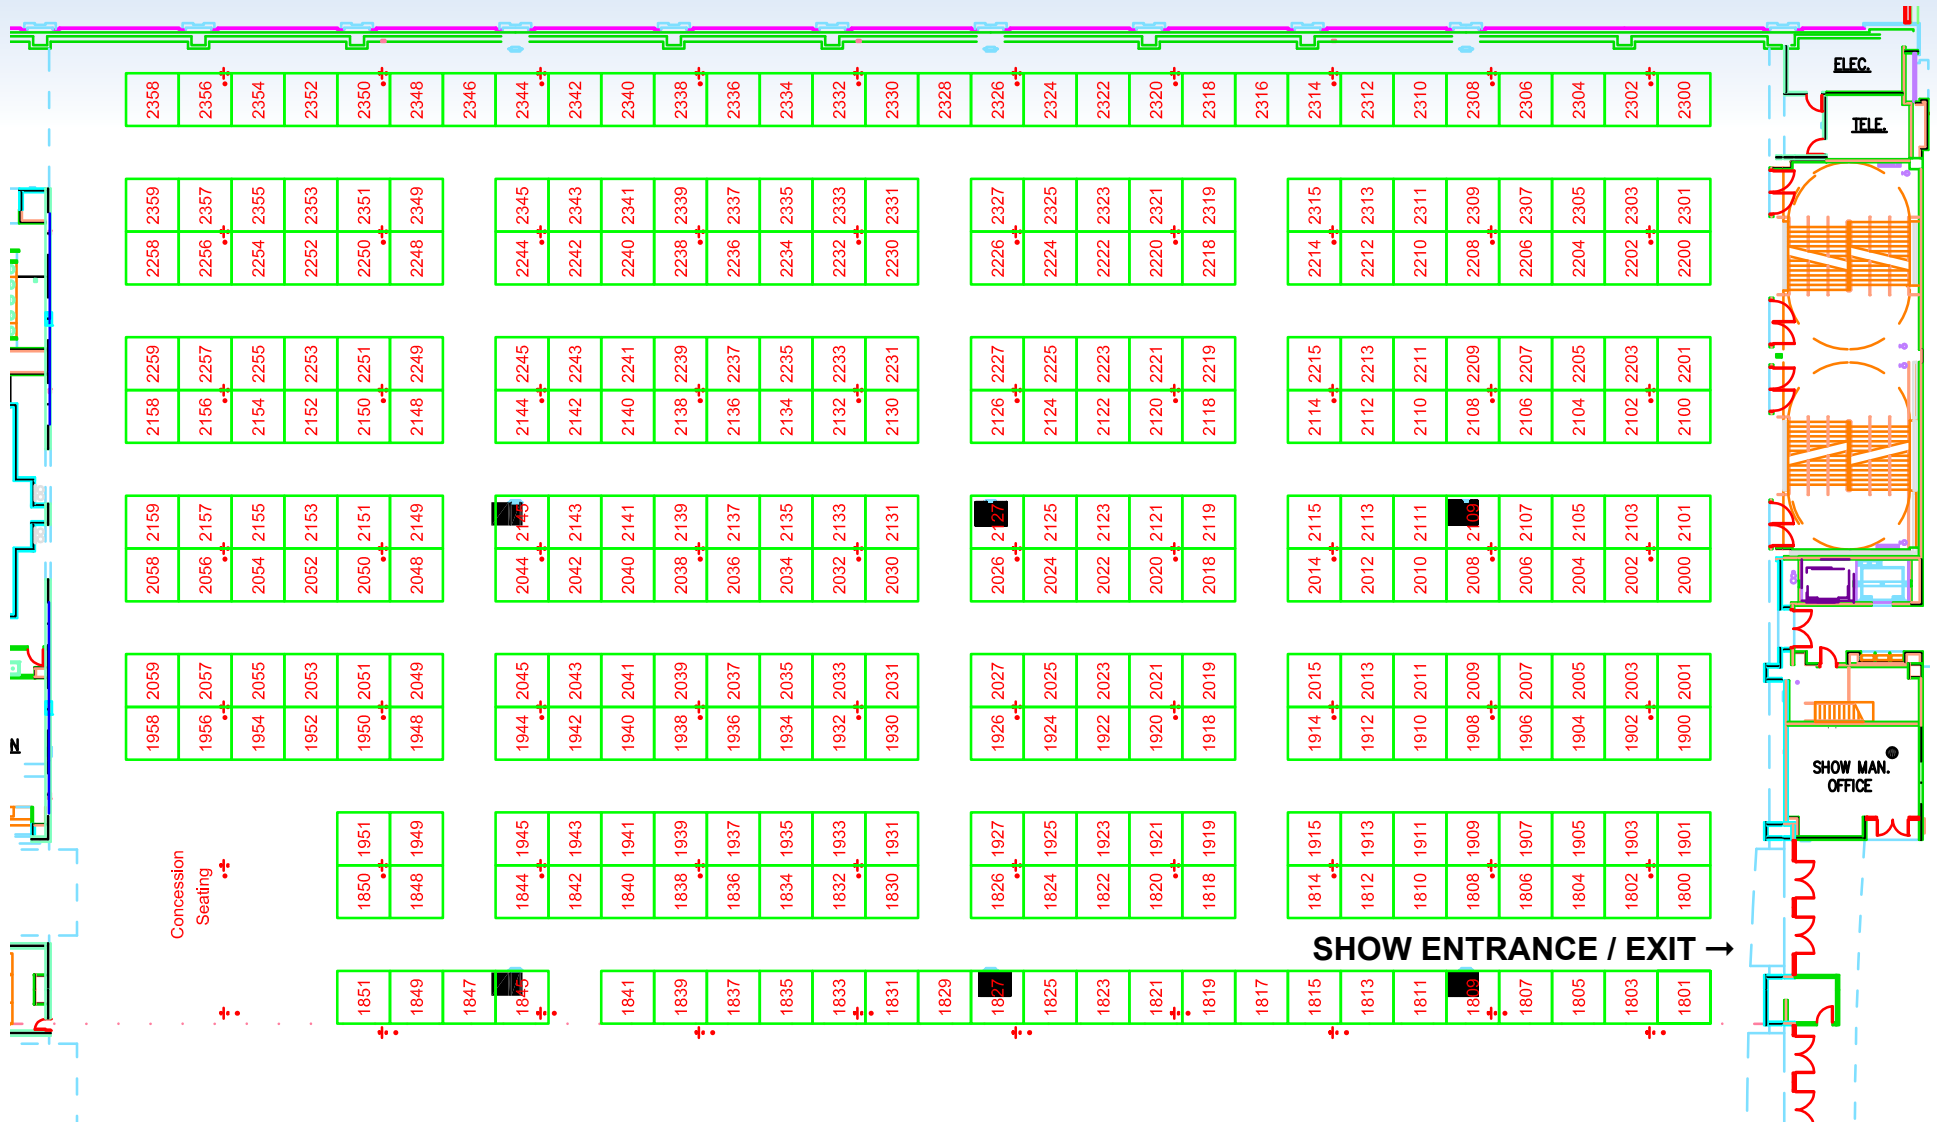 2358 2356 2354 2352 2350 2348 2346 2344 2342 2340 2338 2336 2334 2332 2330 2328 2326 2324 2322 2320 2318 2316 2314 2312 2310 2308 2306 2304 2302 2300
ELEC.
TELE.
2359 2357 2355 2353 2351 2349 2345 2343 2341 2339 2337 2335 2333 2331 2327 2325 2323 2321 2319 2315 2313 2311 2309 2307 2305 2303 2301
2258 2256 2254 2252 2250 2248 2244 2242 2240 2238 2236 2234 2232 2230 2226 2224 2222 2220 2218 2214 2212 2210 2208 2206 2204 2202 2200
2259 2257 2255 2253 2251 2249 2245 2243 2241 2239 2237 2235 2233 2231 2227 2225 2223 2221 2219 2215 2213 2211 2209 2207 2205 2203 2201
2158 2156 2154 2152 2150 2148 2144 2142 2140 2138 2136 2134 2132 2130 2126 2124 2122 2120 2118 2114 2112 2110 2108 2106 2104 2102 2100
2159 2157 2155 2153 2151 2149 2145 2143 2141 2139 2137 2135 2133 2131 2127 2125 2123 2121 2119 2115 2113 2111 2109 2107 2105 2103 2101
2058 2056 2054 2052 2050 2048 2044 2042 2040 2038 2036 2034 2032 2030 2026 2024 2022 2020 2018 2014 2012 2010 2008 2006 2004 2002 2000
2059 2057 2055 2053 2051 2049 2045 2043 2041 2039 2037 2035 2033 2031 2027 2025 2023 2021 2019 2015 2013 2011 2009 2007 2005 2003 2001
1958 1956 1954 1952 1950 1948 1944 1942 1940 1938 1936 1934 1932 1930 1926 1924 1922 1920 1918 1914 1912 1910 1908 1906 1904 1902 1900
N
SHOW MAN.
OFFICE
1951 1949 1945 1943 1941 1939 1937 1935 1933 1931 1927 1925 1923 1921 1919 1915 1913 1911 1909 1907 1905 1903 1901
Concession
Seating
1850 1848 1844 1842 1840 1838 1836 1834 1832 1830 1826 1824 1822 1820 1818 1814 1812 1810 1808 1806 1804 1802 1800
SHOW ENTRANCE / EXIT →
1851 1849 1847 1845 1841 1839 1837 1835 1833 1831 1829 1827 1825 1823 1821 1819 1817 1815 1813 1811 1809 1807 1805 1803 1801